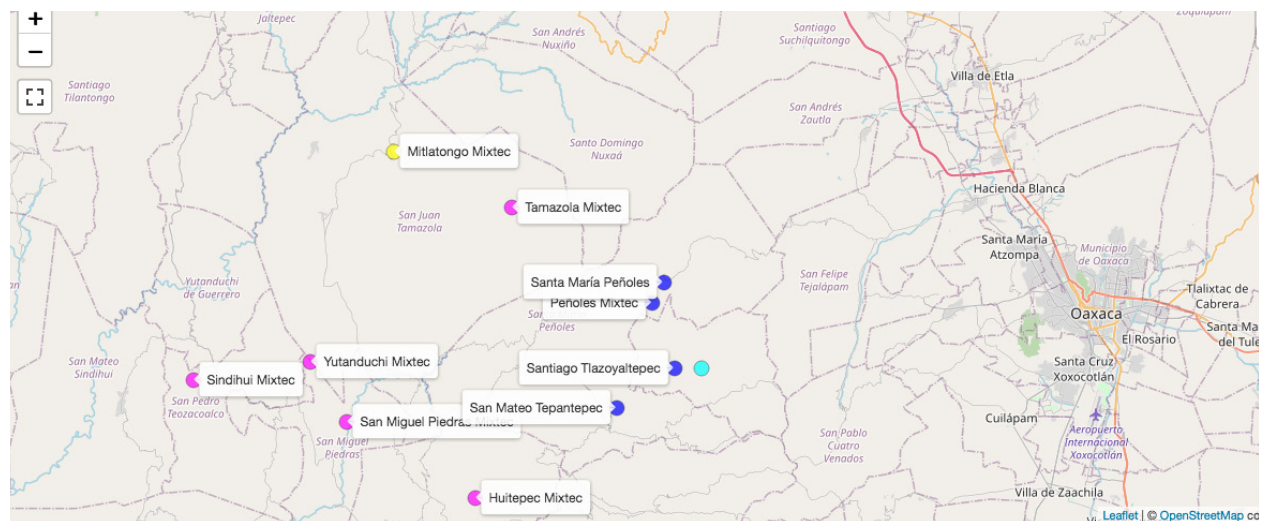 +
−
Jaltepec
San Andrés
Nuxiño
Santiago
Suchilquitongo
Zoquiapam
Santiago
Tilantongo
Villa de Etla
San Andrés
Zautla
Mitlatongo Mixtec
Santo Domingo
Nuxaá
Hacienda Blanca
Tamazola Mixtec
San Juan
Tamazola
Santa María
Atzompa
Municipio
de Oaxaca
Yutanduchi
de Guerrero
Santa María Peñoles
Peñoles Mixtec
Peñoles
San Felipe
Tejalápam
Tlalixtac de
Cabrera
Oaxaca
Santa Ma
del Tule
El Rosario
San Mateo
Sindihui
Yutanduchi Mixtec
Sindihui Mixtec
Santiago Tlazoyaltepec
Santa Cruz
Xoxocotlán
San Pedro
Teozacoalco
San Mateo Tepantepec
San Miguel Piedras Mixtec
San Miguel
Piedras
Cuilápam
San Pablo
Cuatro
Venados
Aeropuerto
Internacional
Xoxocotlán
Huitepec Mixtec
Villa de Zaachila
Leaflet | © OpenStreetMap co